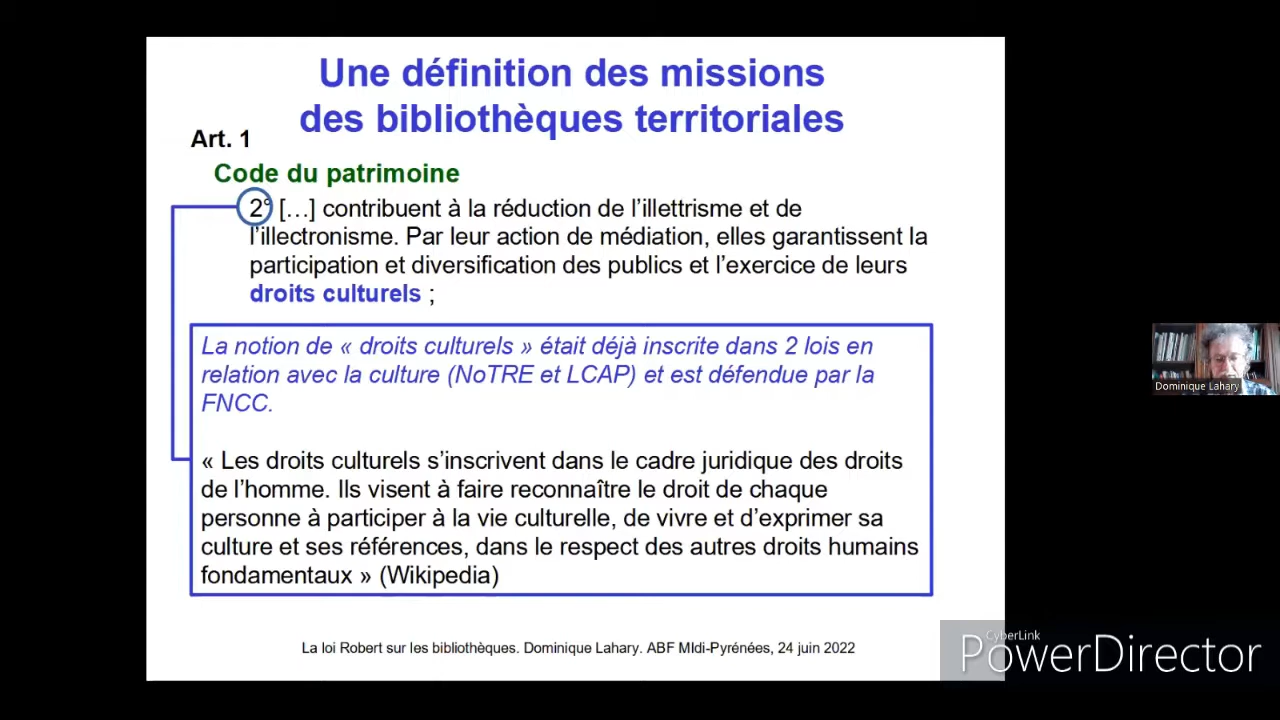 Une définition des missions
des bibliothèques territoriales
Art. 1
Code du patrimoine
2° […] contribuent à la réduction de l’illettrisme et de
l’illectronisme. Par leur action de médiation, elles garantissent la
participation et diversification des publics et l’exercice de leurs
droits culturels ;
La notion de « droits culturels » était déjà inscrite dans 2 lois en
relation avec la culture (NoTRE et LCAP) et est défendue par la
FNCC.
« Les droits culturels s’inscrivent dans le cadre juridique des droits
de l’homme. Ils visent à faire reconnaître le droit de chaque
personne à participer à la vie culturelle, de vivre et d’exprimer sa
culture et ses références, dans le respect des autres droits humains
fondamentaux » (Wikipedia)
La loi Robert sur les bibliothèques. Dominique Lahary. ABF MIdi-Pyrénées, 24 juin 2022
Dominique Lahary
CyberLink
PowerDirector